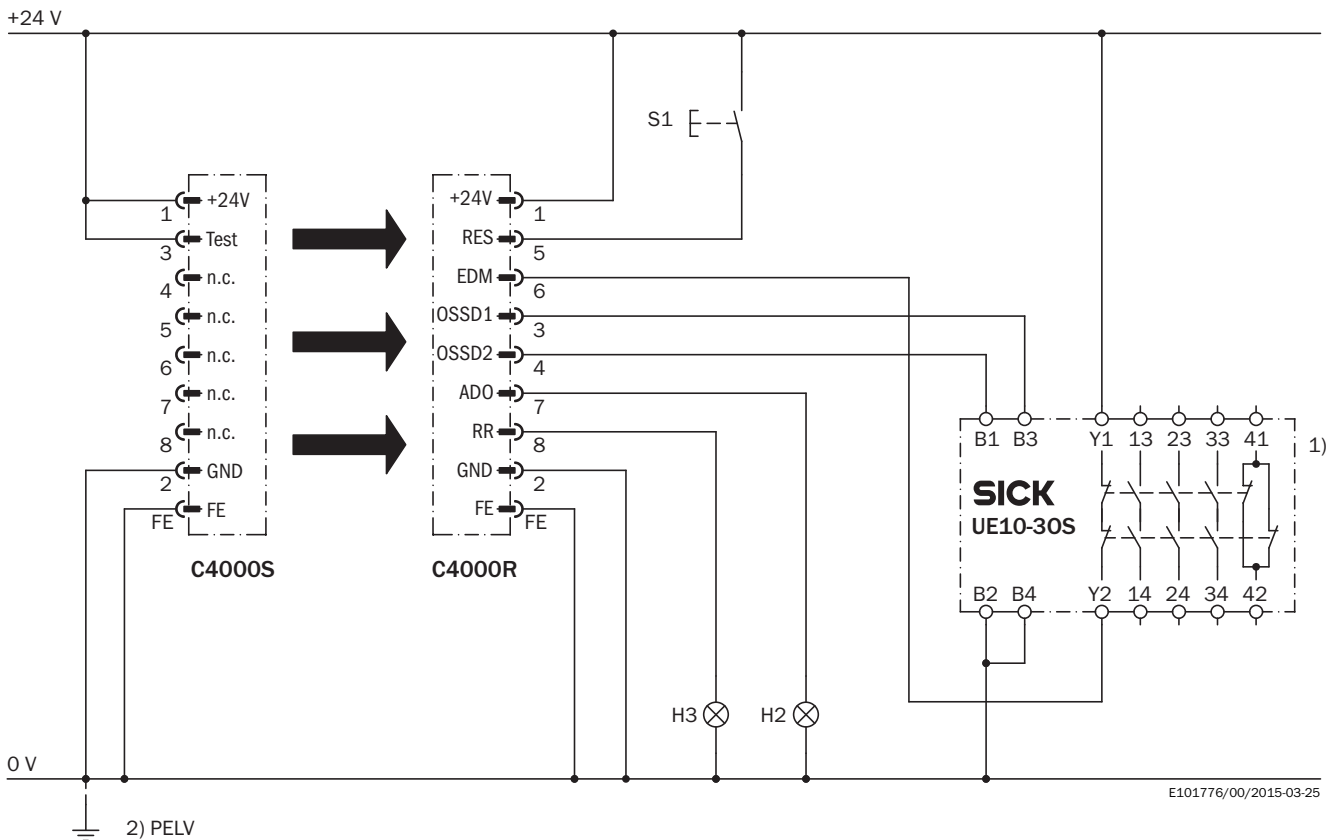 +24 V
S1
+24V
1
Test
3
n.c.
4
n.c.
5
n.c.
6
n.c.
7
n.c.
8
GND
2
FE
FE
C4000S
+24V
1
RES
5
EDM
6
OSSD1
3
OSSD2
4
ADO
7
RR
8
GND
2
FE
FE
C4000R
B1 B3 Y1 13 23 33 41 1)
SICK
UE10-3OS
B2 B4 Y2 14 24 34 42
H3 H2
0 V
E101776/00/2015-03-25
2) PELV